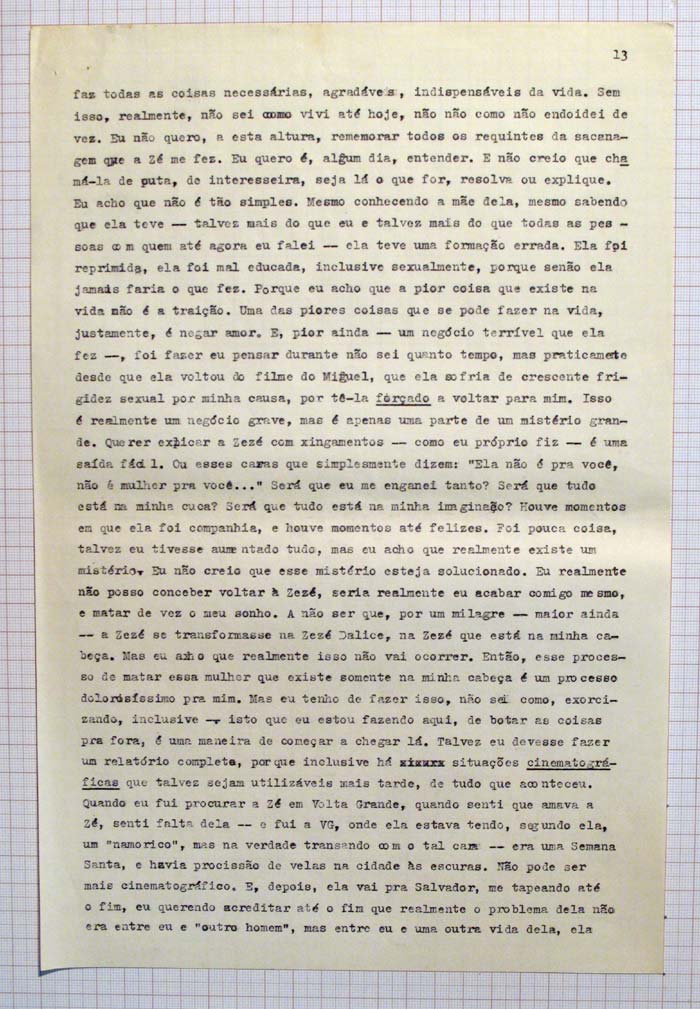 13
faz todas as coisas necessárias, agradáveis, indispensáveis da vida. Sem
isso, realmente, não sei como vivi até hoje, não não como não endoidei de
vez. Eu não quero, a esta altura, rememorar todos os requintes da sacana-
gem que a Zé me fez. Eu quero é, algum dia, entender. E não creio que cha
má-la de puta, de interesseira, seja lá o que for, resolva ou explique.
Eu acho que não é tão simples. Mesmo conhecendo a mãe dela, mesmo sabendo
que ela teve — talvez mais do que eu e talvez mais do que todas as pes -
soas com quem até agora eu falei — ela teve uma formação errada. Ela foi
reprimida, ela foi mal educada, inclusive sexualmente, porque senão ela
jamais faria o que fez. Porque eu acho que a pior coisa que existe na
vida não é a traição. Uma das piores coisas que se pode fazer na vida,
justamente, é negar amor. E, pior ainda — um negócio terrível que ela
fez —, foi fazer eu pensar durante não sei quanto tempo, mas praticamete
desde que ela voltou do filme do Miguel, que ela sofria de crescente fri-
gidez sexual por minha causa, por tê-la forçado a voltar para mim. Isso
é realmente um negócio grave, mas é apenas uma parte de um mistério gran-
de. Querer explicar a Zezé com xingamentos — como eu próprio fiz — é uma
saída fácil. Ou esses caras que simplesmente dizem: "Ela não é pra você,
não é mulher pra você..." Será que eu me enganei tanto? Será que tudo
está na minha cuca? Será que tudo está na minha imaginação? Houve momentos
em que ela foi companhia, e houve momentos até felizes. Foi pouca coisa,
talvez eu tivesse aumentado tudo, mas eu acho que realmente existe um
mistério. Eu não creio que esse mistério esteja solucionado. Eu realmente
não posso conceber voltar à Zezé, seria realmente eu acabar comigo mesmo,
e matar de vez o meu sonho. A não ser que, por um milagre — maior ainda
— a Zezé se transformasse na Zezé Dalice, na Zezé que está na minha ca-
beça. Mas eu acho que realmente isso não vai ocorrer. Então, esse proces-
so de matar essa mulher que existe somente na minha cabeça é um processo
dolorósíssimo pra mim. Mas eu tenho de fazer isso, não sei como, exorci-
zando, inclusive — isto que eu estou fazendo aqui, de botar as coisas
pra fora, é uma maneira de começar a chegar lá. Talvez eu devesse fazer
um relatório completo, porque inclusive há xixxxx situações cinematográ-
ficas que talvez sejam utilizáveis mais tarde, de tudo que aconteceu.
Quando eu fui procurar a Zé em Volta Grande, quando senti que amava a
Zé, senti falta dela — e fui a VG, onde ela estava tendo, segundo ela,
um "namorico", mas na verdade transando com o tal cara — era uma Semana
Santa, e havia procissão de velas na cidade às escuras. Não pode ser
mais cinematográfico. E, depois, ela vai pra Salvador, me tapeando até
o fim, eu querendo acreditar até o fim que realmente o problema dela não
era entre eu e "outro homem", mas entre eu e uma outra vida dela, ela